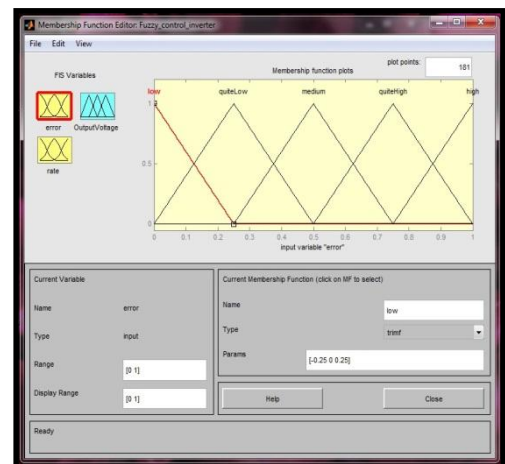 Membership Function Editor: Fuzzy_control_inverter
File Edit View
FIS Variables
Membership function plots
plot points: 181
low quiteLow medium quiteHigh high
1
0.5
0
0 0.1 0.2 0.3 0.4 0.5 0.6 0.7 0.8 0.9 1
input variable "error"
error OutputVoltage
rate
Current Variable
Name error
Type input
Range [0 1]
Display Range [0 1]
Current Membership Function (click on MF to select)
Name low
Type trimf
Params [-0.25 0 0.25]
Help Close
Ready